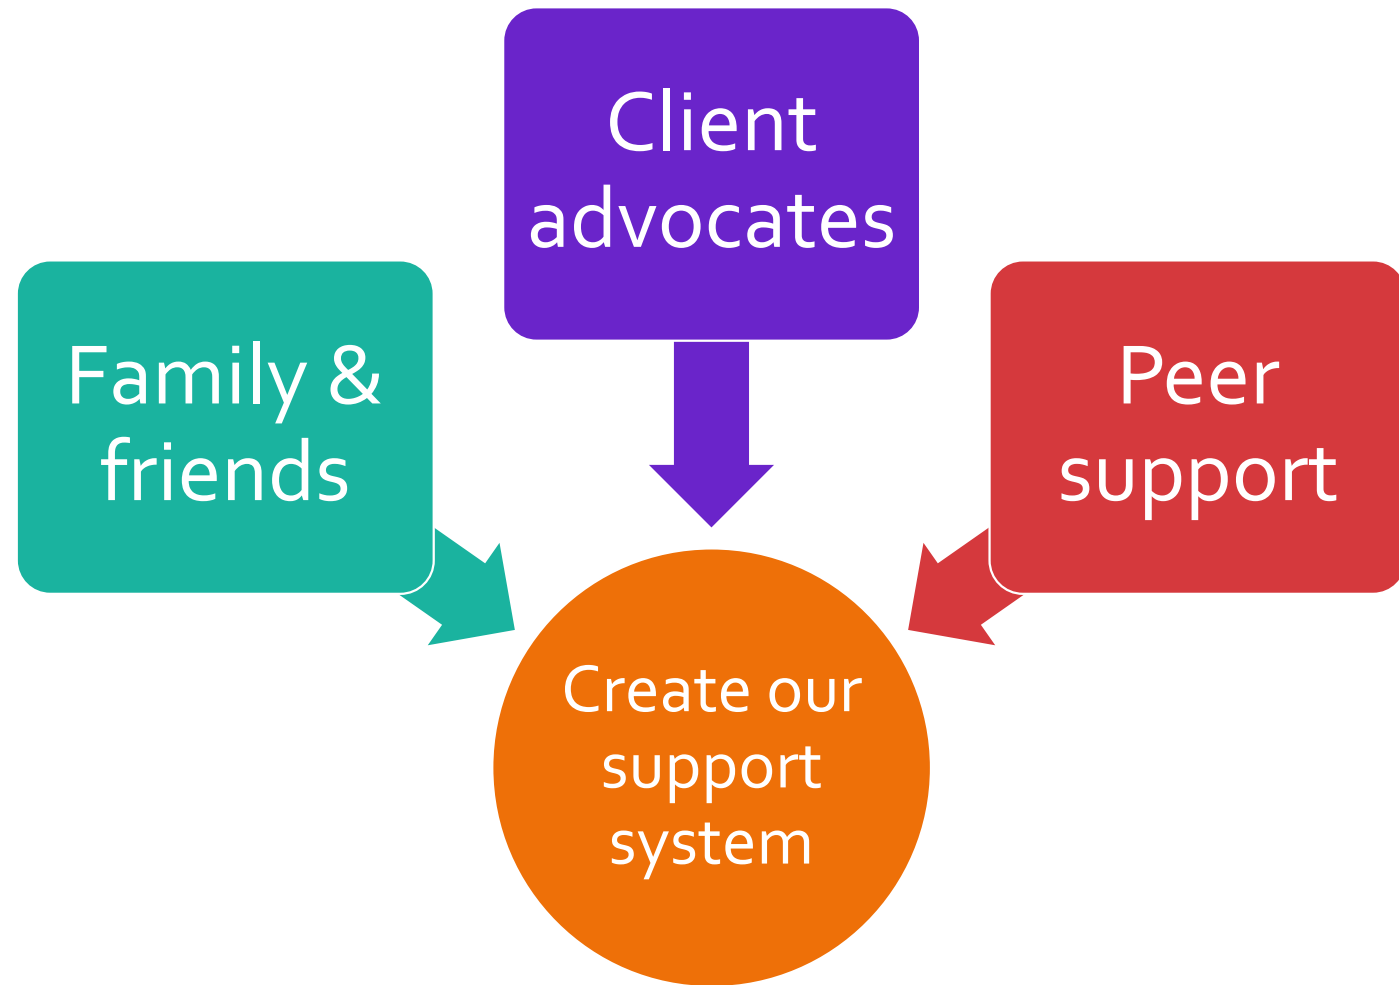 Client
advocates
Family &
friends
Peer
support
Create our
support
system